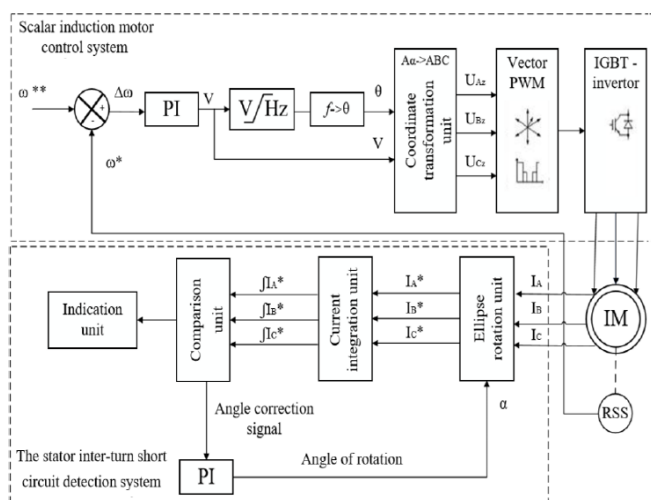 Scalar induction motor
control system
ω **
Δω
ω*
+
-
PI
V
V/Hz
f->θ
θ
V
Aα->ABC
Coordinate
transformation
unit
UAz
UBz
UCz
Vector
PWM
IGBT -
invertor
Indication
unit
Comparison
unit
∫IA*
∫IB*
∫IC*
Current
integration unit
IA*
IB*
IC*
Ellipse
rotation unit
IA
IB
IC
IM
RSS
Angle correction
signal
α
The stator inter-turn short
circuit detection system
PI
Angle of rotation